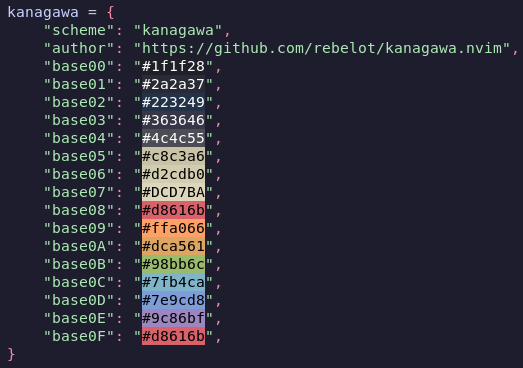 kanagawa = {
    "scheme": "kanagawa",
    "author": "https://github.com/rebelot/kanagawa.nvim",
    "base00": "#1f1f28",
    "base01": "#2a2a37",
    "base02": "#223249",
    "base03": "#363646",
    "base04": "#4c4c55",
    "base05": "#c8c3a6",
    "base06": "#d2cdb0",
    "base07": "#DCD7BA",
    "base08": "#d8616b",
    "base09": "#ffa066",
    "base0A": "#dca561",
    "base0B": "#98bb6c",
    "base0C": "#7fb4ca",
    "base0D": "#7e9cd8",
    "base0E": "#9c86bf",
    "base0F": "#d8616b",
}